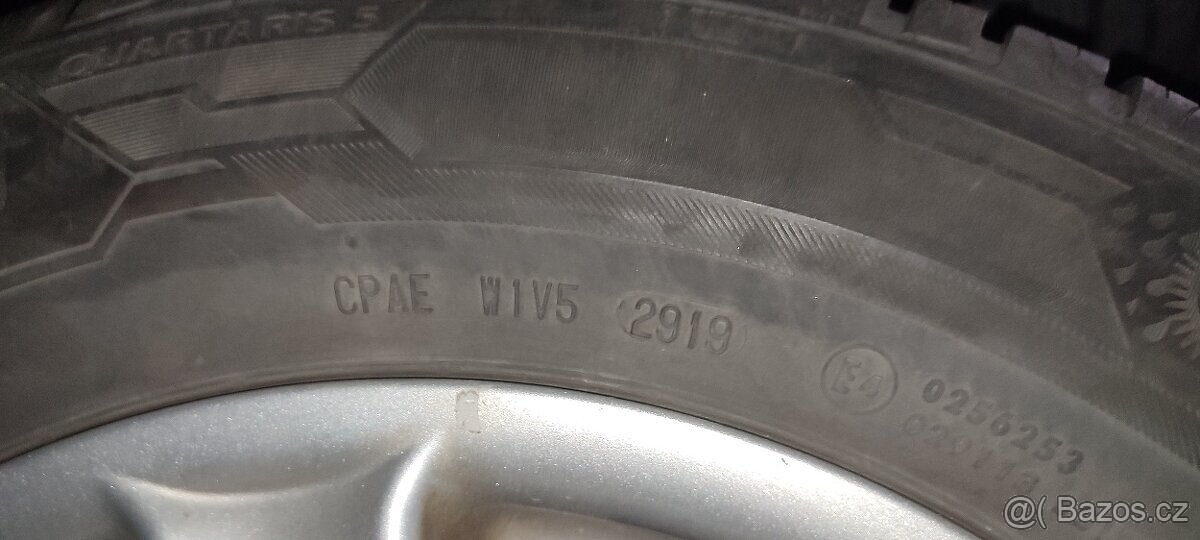 QUARTARIS 5
CPAE W1V5 2919
E4 0256253
@( Bazos.cz